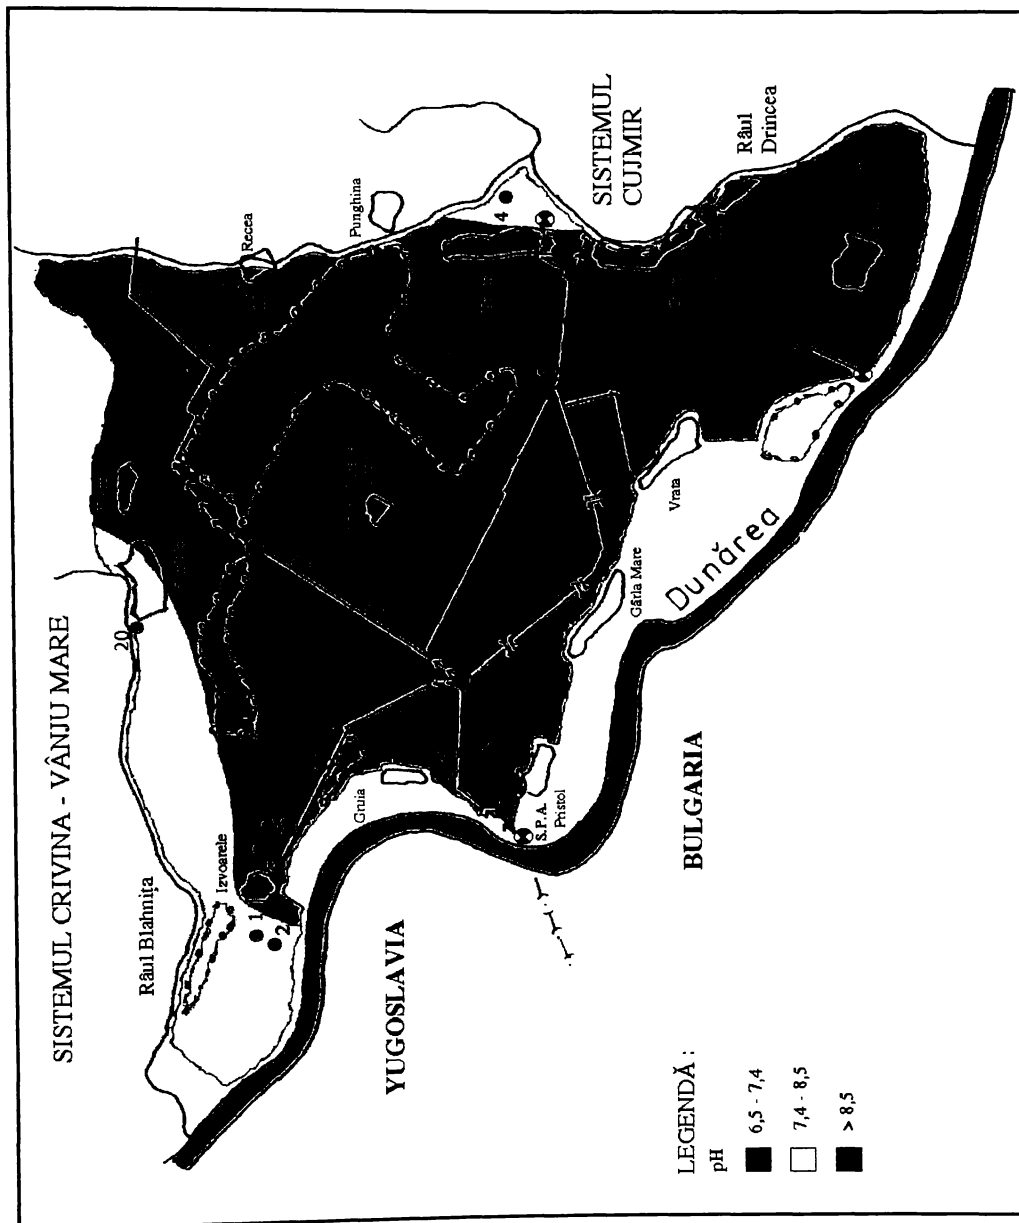 SISTEMUL CRIVINA - VÂNJU MARE
Râul Blahnița
Izvoarele
20
1
2
Gruia
S.P.A.
Pristol
Gârla Mare
Vrata
Dunărea
Recea
Punghina
4
SISTEMUL
CUJMIR
Râul
Drincea
YUGOSLAVIA
BULGARIA
LEGENDĂ :
pH
6,5 - 7,4
7,4 - 8,5
> 8,5